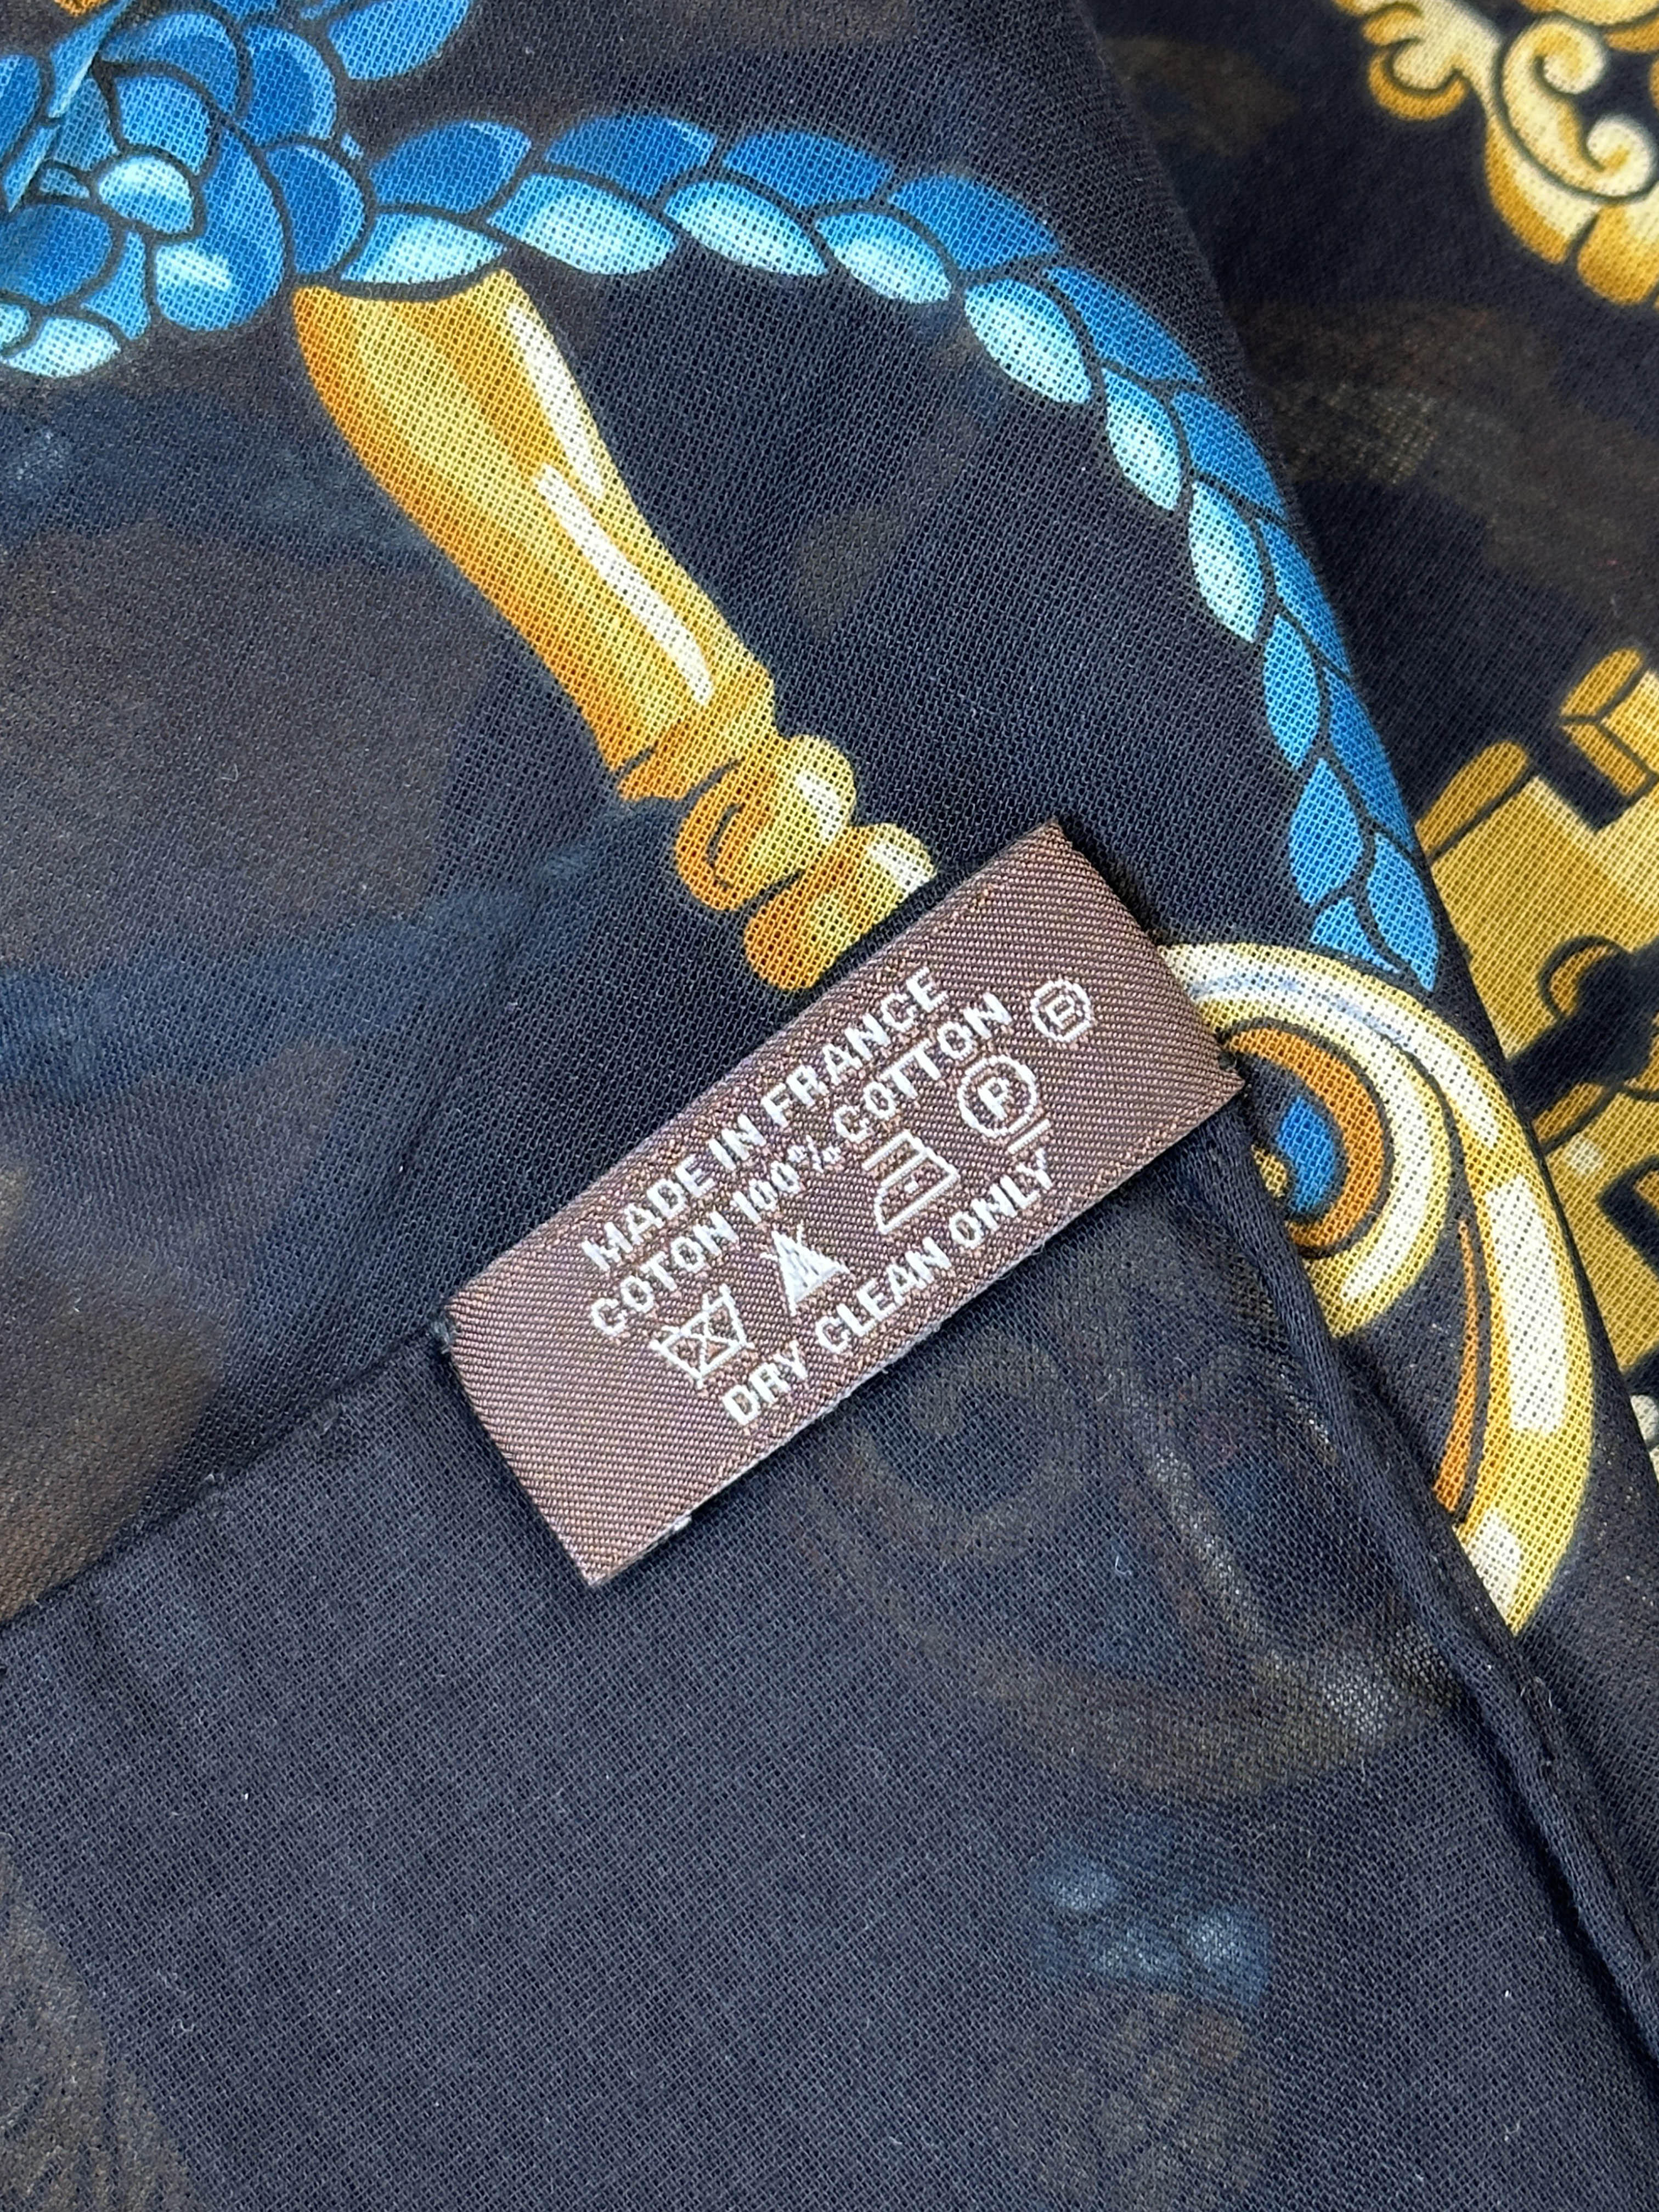 MADE IN FRANCE
COTON 100% COTTON
P E
DRY CLEAN ONLY